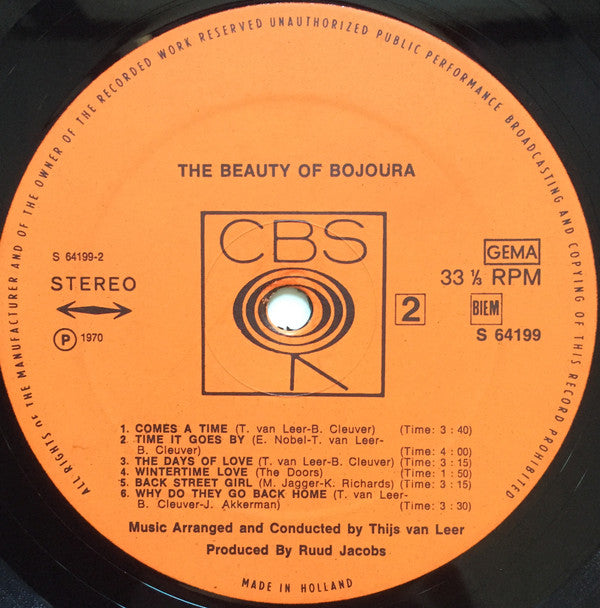 ALL RIGHTS OF THE MANUFACTURER AND OF THE OWNER OF THE RECORDED WORK RESERVED UNAUTHORIZED PUBLIC PERFORMANCE BROADCASTING AND COPYING OF THIS RECORD PROHIBITED
THE BEAUTY OF BOJOURA
CBS
S 64199-2
STEREO
P 1970
GEMA
33 ⅓ RPM
2 BIEM
S 64199
1. COMES A TIME (T. van Leer-B. Cleuver) (Time: 3 : 40)
2 TIME IT GOES BY (E. Nobel-T. van Leer-
B. Cleuver) (Time: 4 : 00)
3. THE DAYS OF LOVE (T. van Leer-B. Cleuver) (Time: 3 : 15)
4. WINTERTIME LOVE (The Doors) (Time: 1 : 50)
5. BACK STREET GIRL (M. Jagger-K. Richards) (Time: 3 : 15)
6. WHY DO THEY GO BACK HOME (T. van Leer-
B. Cleuver-J. Akkerman) (Time: 3 : 30)
Music Arranged and Conducted by Thijs van Leer
Produced By Ruud Jacobs
MADE IN HOLLAND